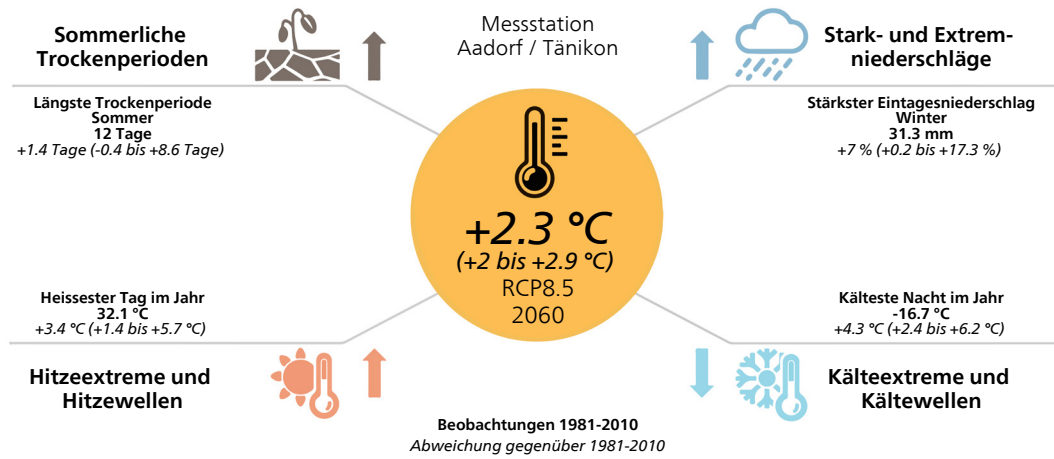 Messstation
Aadorf / Tänikon
Sommerliche
Trockenperioden
Längste Trockenperiode
Sommer
12 Tage
+1.4 Tage (-0.4 bis +8.6 Tage)
Stark- und Extrem-
niederschläge
Stärkster Eintagesniederschlag
Winter
31.3 mm
+7 % (+0.2 bis +17.3 %)
+2.3 °C
(+2 bis +2.9 °C)
RCP8.5
2060
Heissester Tag im Jahr
32.1 °C
+3.4 °C (+1.4 bis +5.7 °C)
Hitzeextreme und
Hitzewellen
Kälteste Nacht im Jahr
-16.7 °C
+4.3 °C (+2.4 bis +6.2 °C)
Kälteextreme und
Kältewellen
Beobachtungen 1981-2010
Abweichung gegenüber 1981-2010